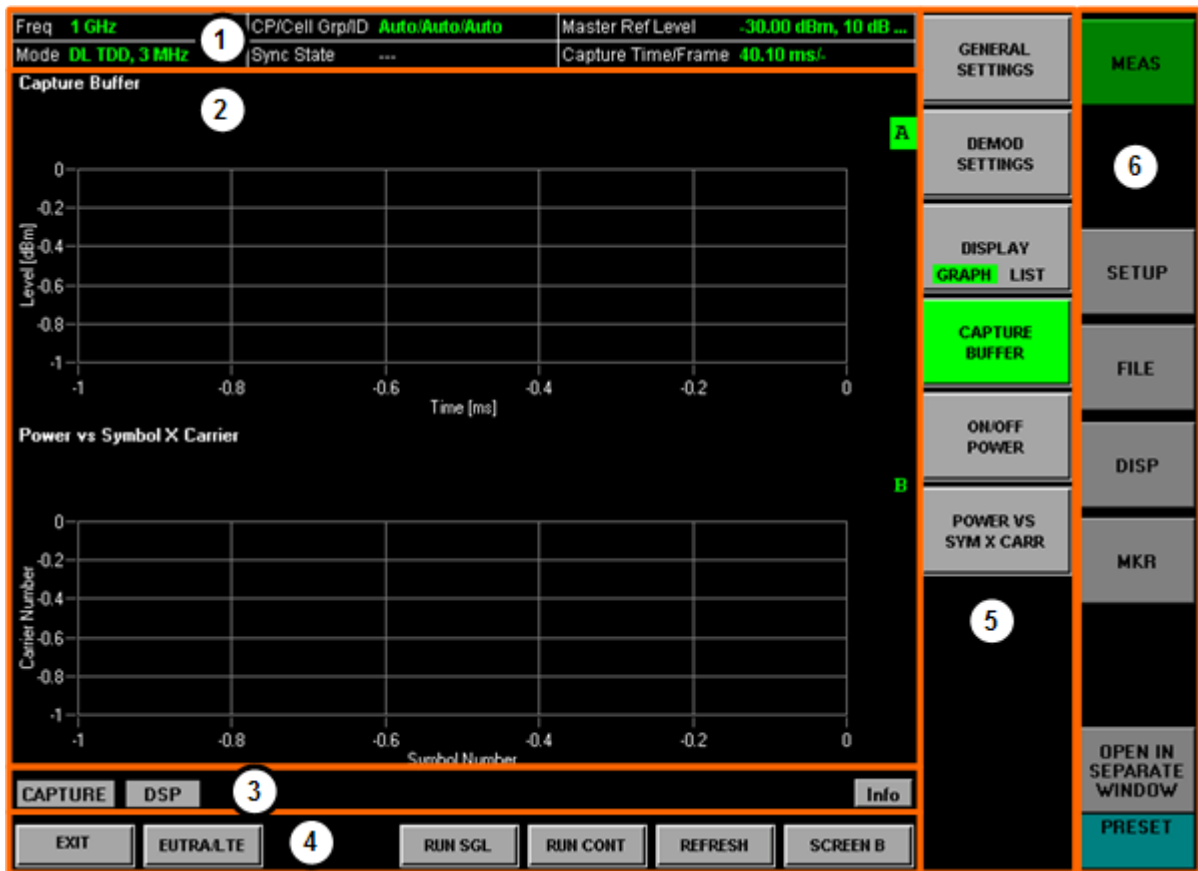 Freq 1 GHz CP/Cell Grp/ID Auto/Auto/Auto Master Ref Level -30.00 dBm, 10 dB ...
Mode DL TDD, 3 MHz Sync State --- Capture Time/Frame 40.10 ms/-
1
Capture Buffer
2
A
0
-0.2
-0.4
-0.6
-0.8
-1
Level [dBm]
-1 -0.8 -0.6 -0.4 -0.2 0
Time [ms]
Power vs Symbol X Carrier
B
0
-0.2
-0.4
-0.6
-0.8
-1
Carrier Number
-1 -0.8 -0.6 -0.4 -0.2 0
Symbol Number
CAPTURE DSP 3 Info
EXIT EUTRA/LTE 4 RUN SGL RUN CONT REFRESH SCREEN B
GENERAL
SETTINGS
DEMOD
SETTINGS
DISPLAY
GRAPH LIST
CAPTURE
BUFFER
ON/OFF
POWER
POWER VS
SYM X CARR
5
MEAS
6
SETUP
FILE
DISP
MKR
OPEN IN
SEPARATE
WINDOW
PRESET